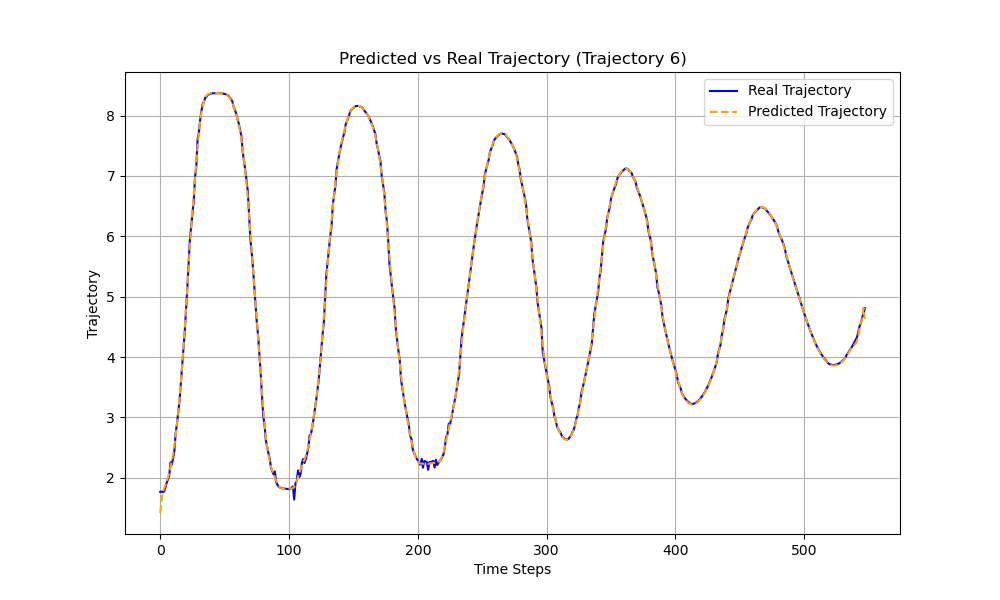 Predicted vs Real Trajectory (Trajectory 6)
Real Trajectory
Predicted Trajectory
Trajectory
8
7
6
5
4
3
2
0 100 200 300 400 500
Time Steps